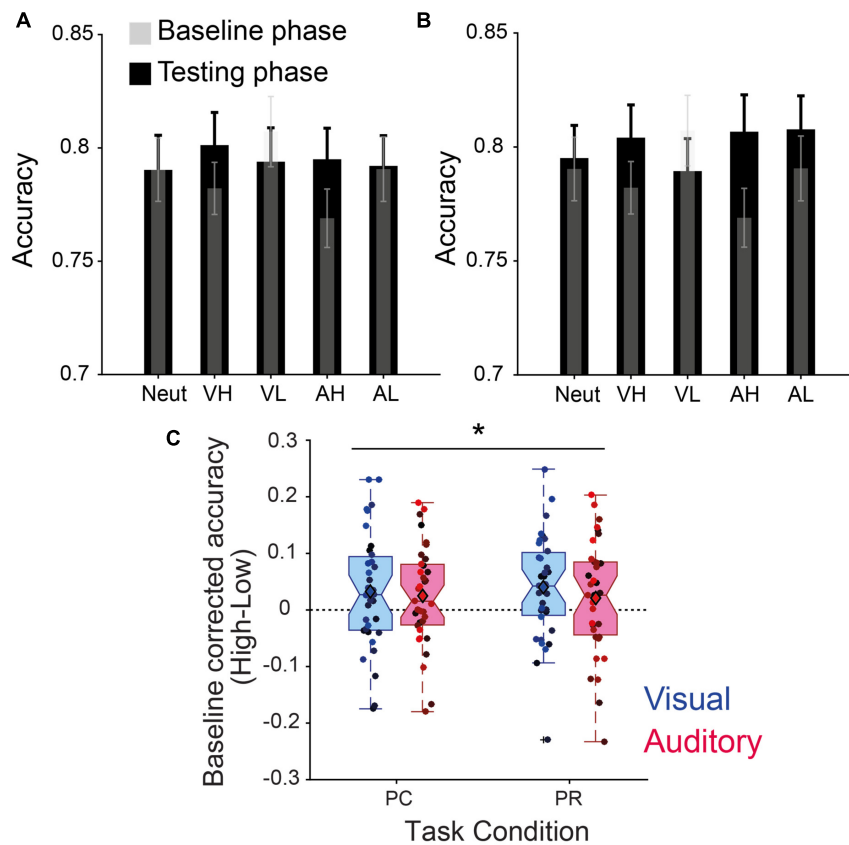 A
B
0.85
Baseline phase
Testing phase
Accuracy
0.8
0.75
0.7
Neut VH VL AH AL
0.85
Accuracy
0.8
0.75
0.7
Neut VH VL AH AL
C
*
0.3
0.2
0.1
0
-0.1
-0.2
-0.3
Baseline corrected accuracy
(High-Low)
Visual
Auditory
PC PR
Task Condition